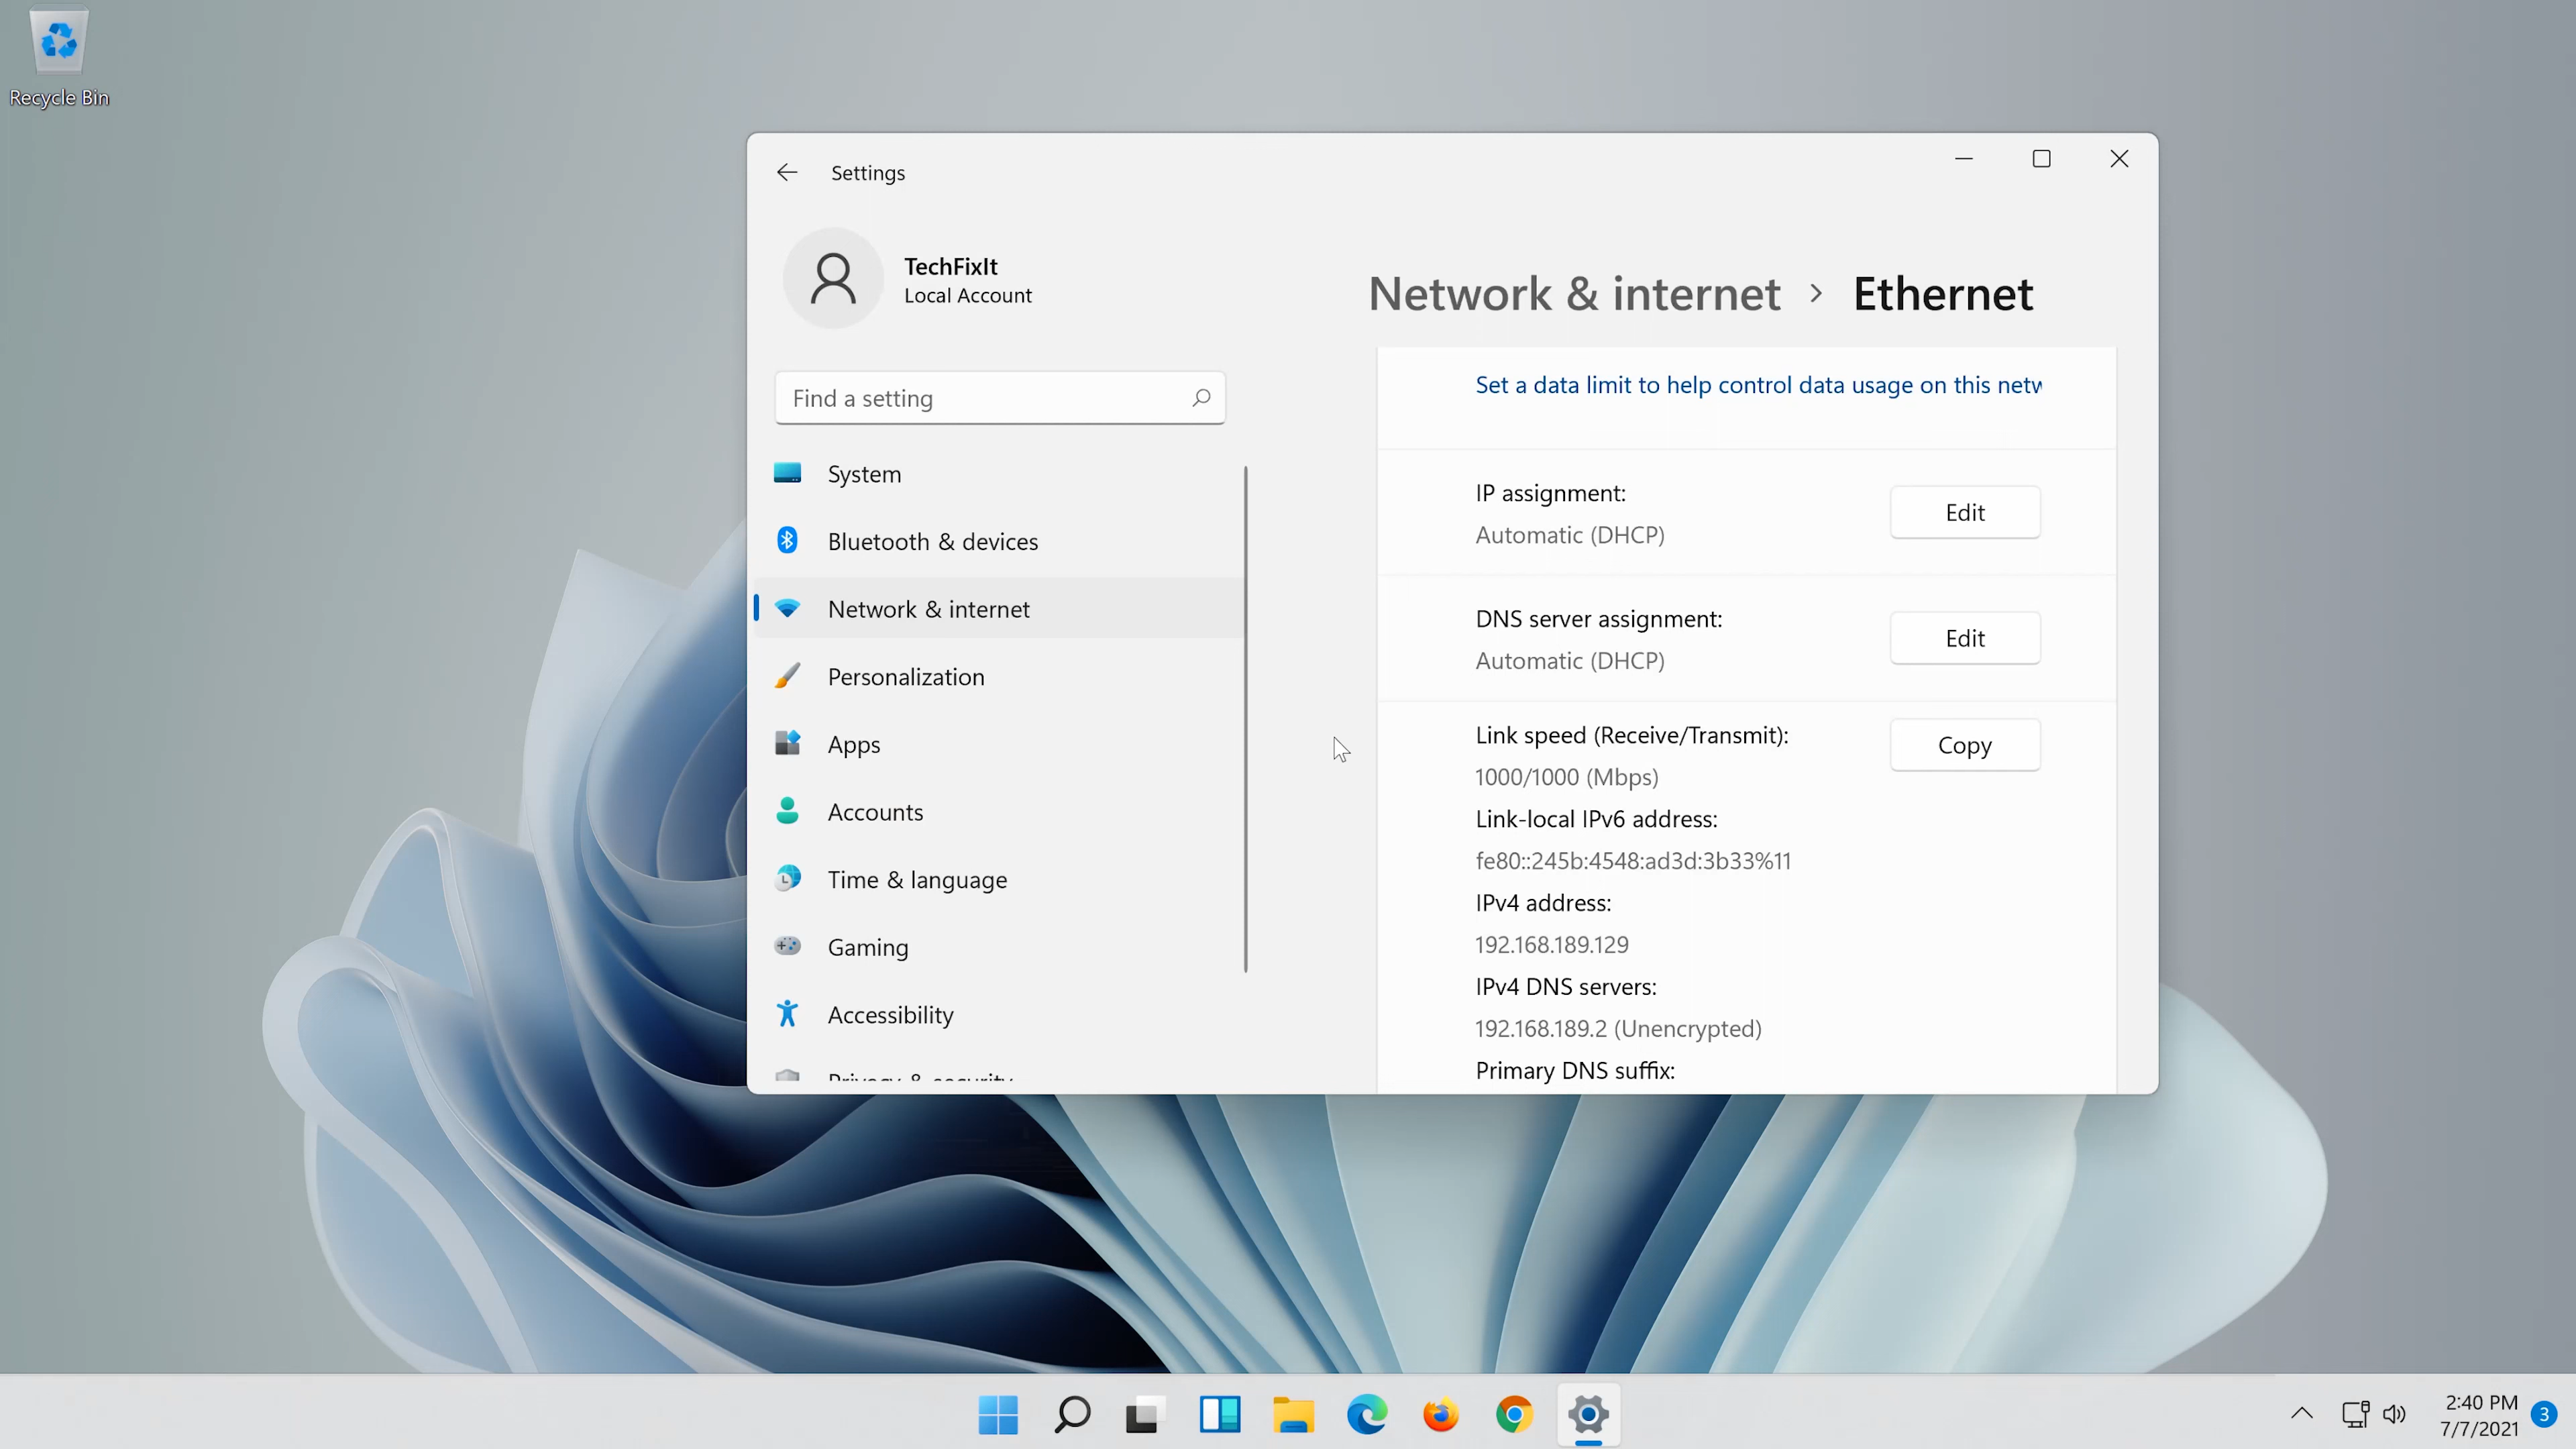 Recycle Bin
Settings
TechFixIt
Local Account
Find a setting
System
Bluetooth & devices
Network & internet
Personalization
Apps
Accounts
Time & language
Gaming
Accessibility
Privacy & security
Network & internet > Ethernet
Set a data limit to help control data usage on this netw
IP assignment:
Automatic (DHCP)
Edit
DNS server assignment:
Automatic (DHCP)
Edit
Link speed (Receive/Transmit):
1000/1000 (Mbps)
Copy
Link-local IPv6 address:
fe80::245b:4548:ad3d:3b33%11
IPv4 address:
192.168.189.129
IPv4 DNS servers:
192.168.189.2 (Unencrypted)
Primary DNS suffix:
2:40 PM
7/7/2021
3